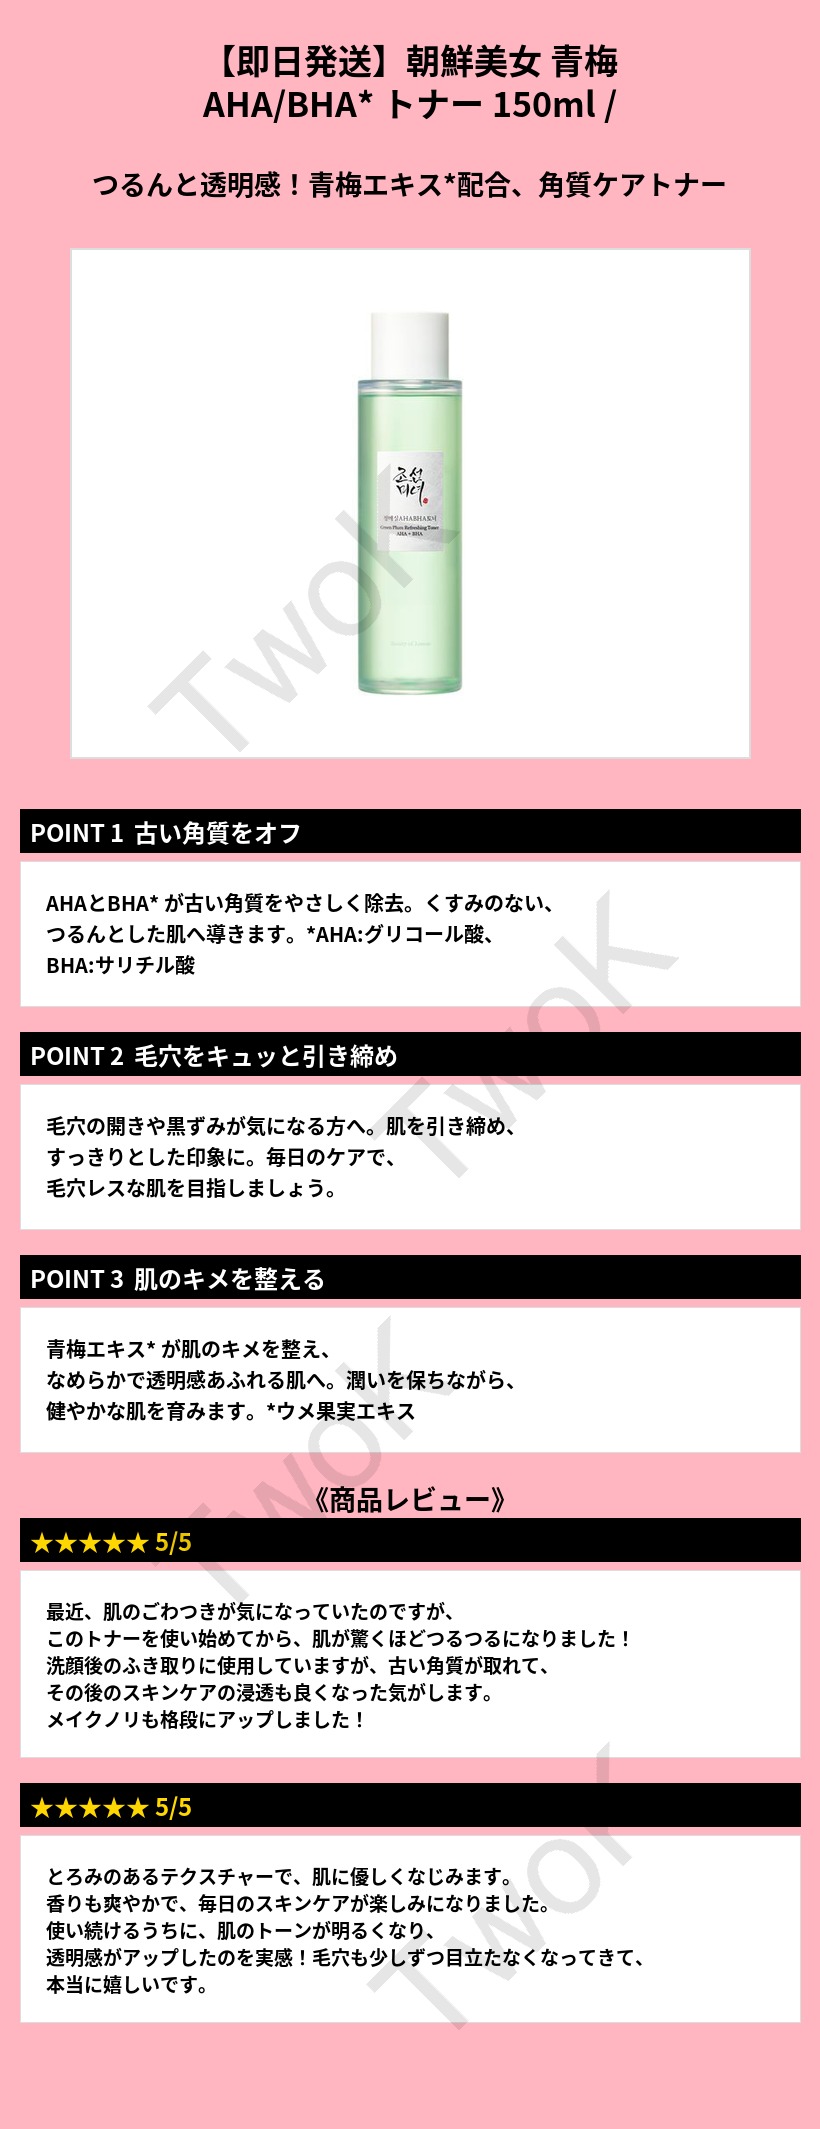 【即日発送】朝鮮美女 青梅
AHA/BHA* トナー 150ml /
つるんと透明感！青梅エキス*配合、角質ケアトナー
조선
미녀
청매실AHABHA토너
Green Plum Refreshing Toner
AHA + BHA
TwoK
POINT 1 古い角質をオフ
AHAとBHA* が古い角質をやさしく除去。くすみのない、
つるんとした肌へ導きます。*AHA:グリコール酸、
BHA:サリチル酸
TwoK
POINT 2 毛穴をキュッと引き締め
毛穴の開きや黒ずみが気になる方へ。肌を引き締め、
すっきりとした印象に。毎日のケアで、
毛穴レスな肌を目指しましょう。
POINT 3 肌のキメを整える
青梅エキス* が肌のキメを整え、
なめらかで透明感あふれる肌へ。潤いを保ちながら、
健やかな肌を育みます。*ウメ果実エキス
TwoK
《商品レビュー》
★★★★★ 5/5
最近、肌のごわつきが気になっていたのですが、
このトナーを使い始めてから、肌が驚くほどつるつるになりました！
洗顔後のふき取りに使用していますが、古い角質が取れて、
その後のスキンケアの浸透も良くなった気がします。
メイクノリも格段にアップしました！
★★★★★ 5/5
とろみのあるテクスチャーで、肌に優しくなじみます。
香りも爽やかで、毎日のスキンケアが楽しみになりました。
使い続けるうちに、肌のトーンが明るくなり、
透明感がアップしたのを実感！毛穴も少しずつ目立たなくなってきて、
本当に嬉しいです。
TwoK